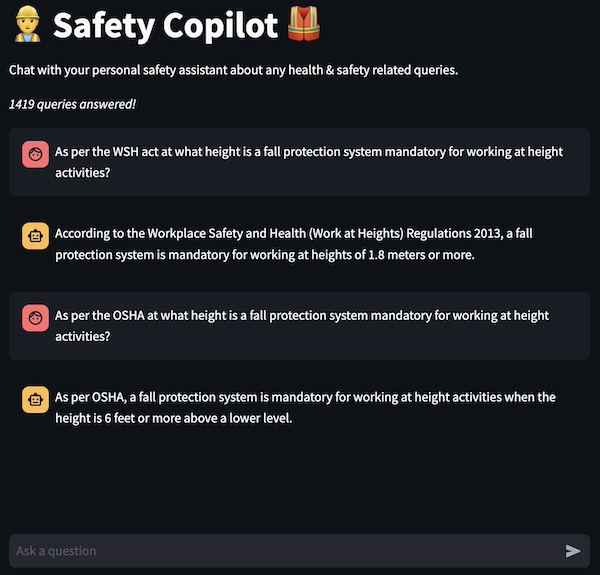 Safety Copilot
Chat with your personal safety assistant about any health & safety related queries.
1419 queries answered!
As per the WSH act at what height is a fall protection system mandatory for working at height
activities?
According to the Workplace Safety and Health (Work at Heights) Regulations 2013, a fall
protection system is mandatory for working at heights of 1.8 meters or more.
As per the OSHA at what height is a fall protection system mandatory for working at height
activities?
As per OSHA, a fall protection system is mandatory for working at height activities when the
height is 6 feet or more above a lower level.
Ask a question